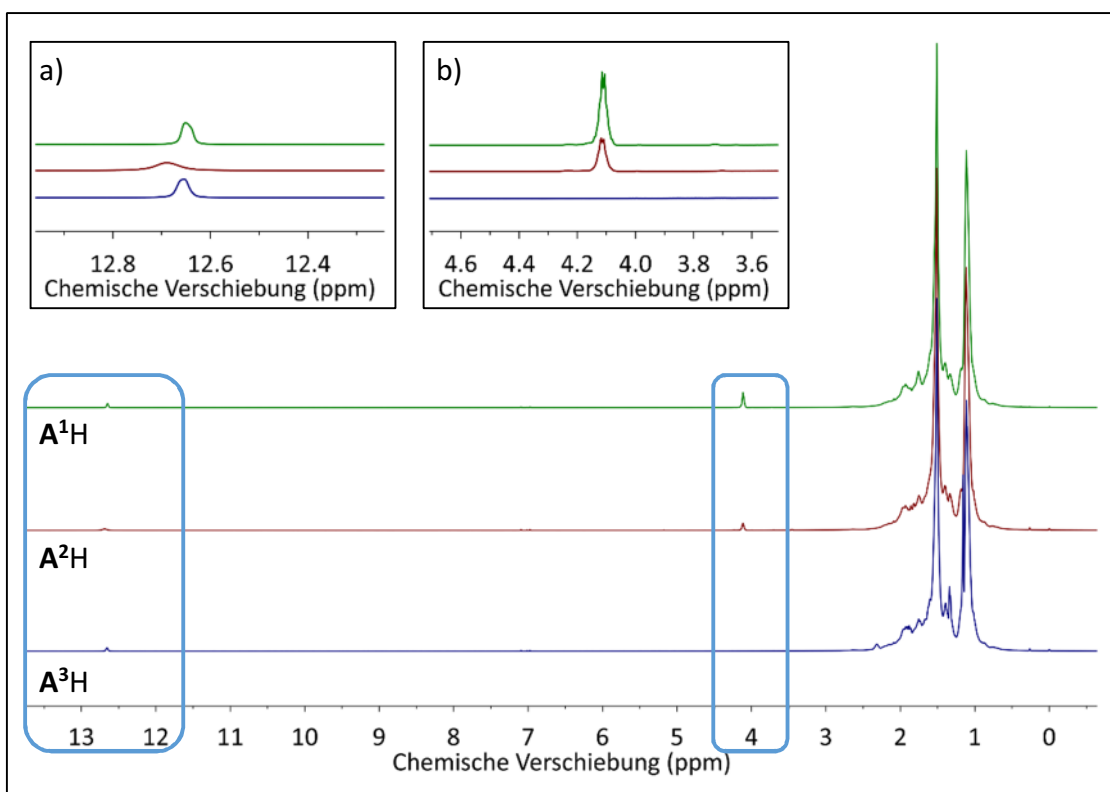 a)
12.8 12.6 12.4
Chemische Verschiebung (ppm)
b)
4.6 4.4 4.2 4.0 3.8 3.6
Chemische Verschiebung (ppm)
A¹H
A²H
A³H
13 12 11 10 9 8 7 6 5 4 3 2 1 0
Chemische Verschiebung (ppm)